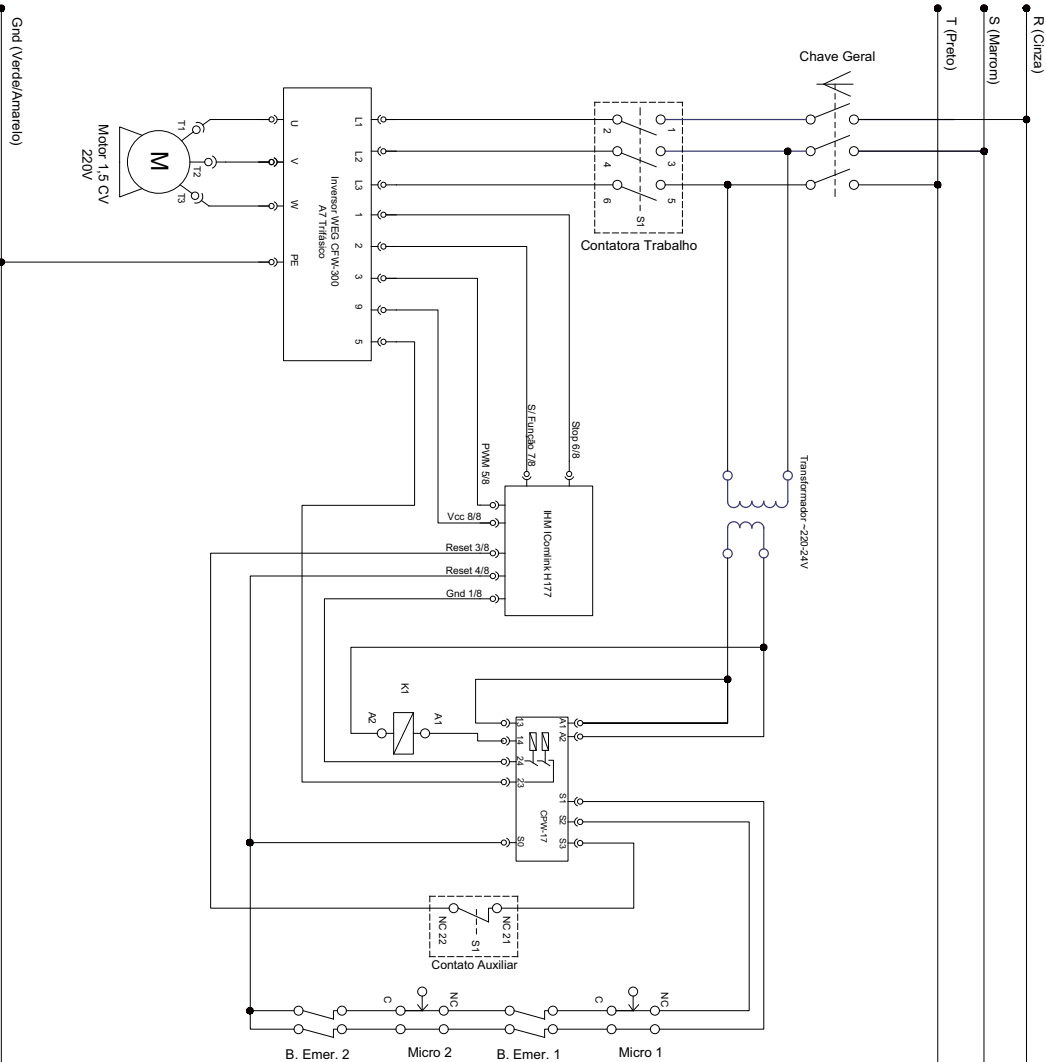 R (Cinza)
S (Marrom)
T (Preto)
Gnd (Verde/Amarelo)
Chave Geral
1
3
5
2
4
6
S1
Contatora Trabalho
L1
L2
L3
1
2
3
9
5
U
V
W
PE
Inversor WEG CFW-300
A7 Trifásico
T1
T2
T3
M
Motor 1,5 CV
220V
Transformador ~220-24V
Stop 6/8
S/ Função 7/8
PWM 5/8
Vcc 8/8
Reset 3/8
Reset 4/8
Gnd 1/8
IHM IComlink H177
K1
A1
A2
13
14
24
23
S0
A1
A2
S1
S2
S3
CPW-17
NC 21
NC 22
S1
Contato Auxiliar
C
NC
C
NC
B. Emer. 2
Micro 2
B. Emer. 1
Micro 1